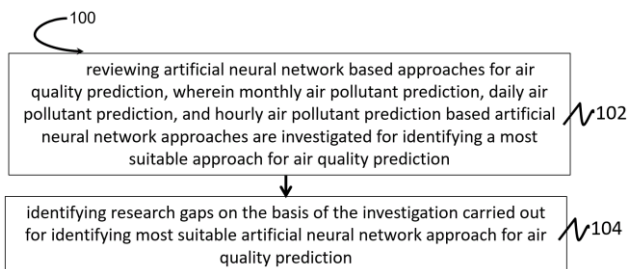 100
reviewing artificial neural network based approaches for air
quality prediction, wherein monthly air pollutant prediction, daily air
pollutant prediction, and hourly air pollutant prediction based artificial
neural network approaches are investigated for identifying a most
suitable approach for air quality prediction
102
identifying research gaps on the basis of the investigation carried out
for identifying most suitable artificial neural network approach for air
quality prediction
104